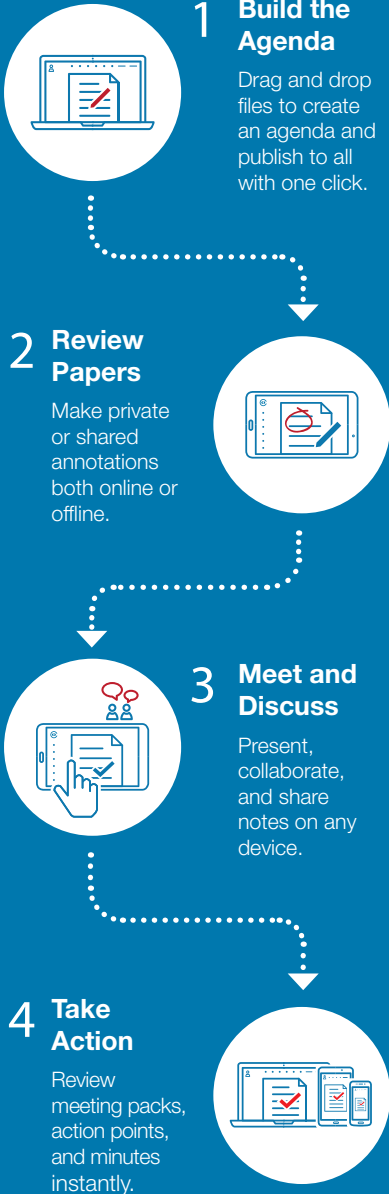 1 Build the
Agenda
Drag and drop
files to create
an agenda and
publish to all
with one click.
2 Review
Papers
Make private
or shared
annotations
both online or
offline.
3 Meet and
Discuss
Present,
collaborate,
and share
notes on any
device.
4 Take
Action
Review
meeting packs,
action points,
and minutes
instantly.